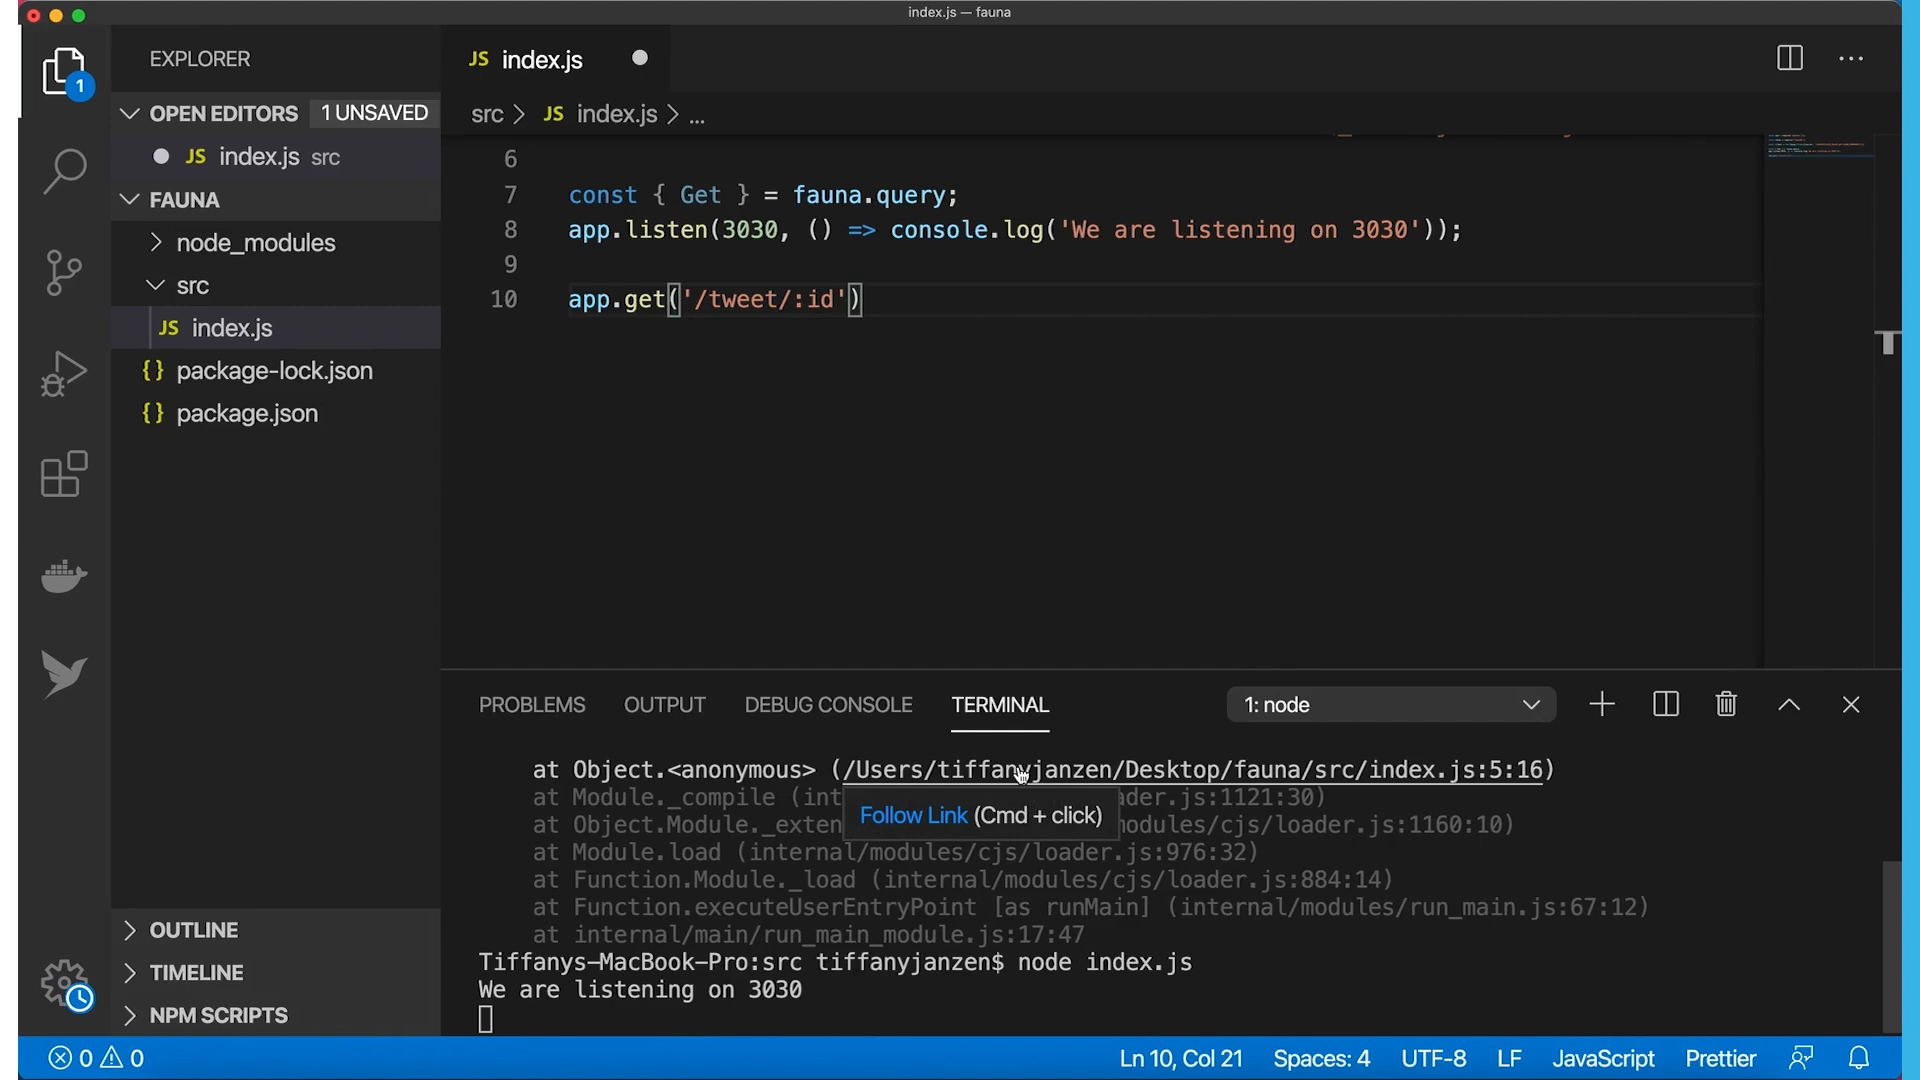 index.js — fauna
EXPLORER
JS index.js
OPEN EDITORS 1 UNSAVED
JS index.js src
src > JS index.js > ...
FAUNA
node_modules
src
JS index.js
{} package-lock.json
{} package.json
1
6
7 const { Get } = fauna.query;
8 app.listen(3030, () => console.log('We are listening on 3030'));
9
10 app.get('/tweet/:id')
PROBLEMS OUTPUT DEBUG CONSOLE TERMINAL 1: node
at Object.<anonymous> (/Users/tiffanyjanzen/Desktop/fauna/src/index.js:5:16)
at Module._compile (int ader.js:1121:30)
Follow Link (Cmd + click)
at Object.Module._exten modules/cjs/loader.js:1160:10)
at Module.load (internal/modules/cjs/loader.js:976:32)
at Function.Module._load (internal/modules/cjs/loader.js:884:14)
at Function.executeUserEntryPoint [as runMain] (internal/modules/run_main.js:67:12)
at internal/main/run_main_module.js:17:47
Tiffanys-MacBook-Pro:src tiffanyjanzen$ node index.js
We are listening on 3030
OUTLINE
TIMELINE
NPM SCRIPTS
0 0 Ln 10, Col 21 Spaces: 4 UTF-8 LF JavaScript Prettier